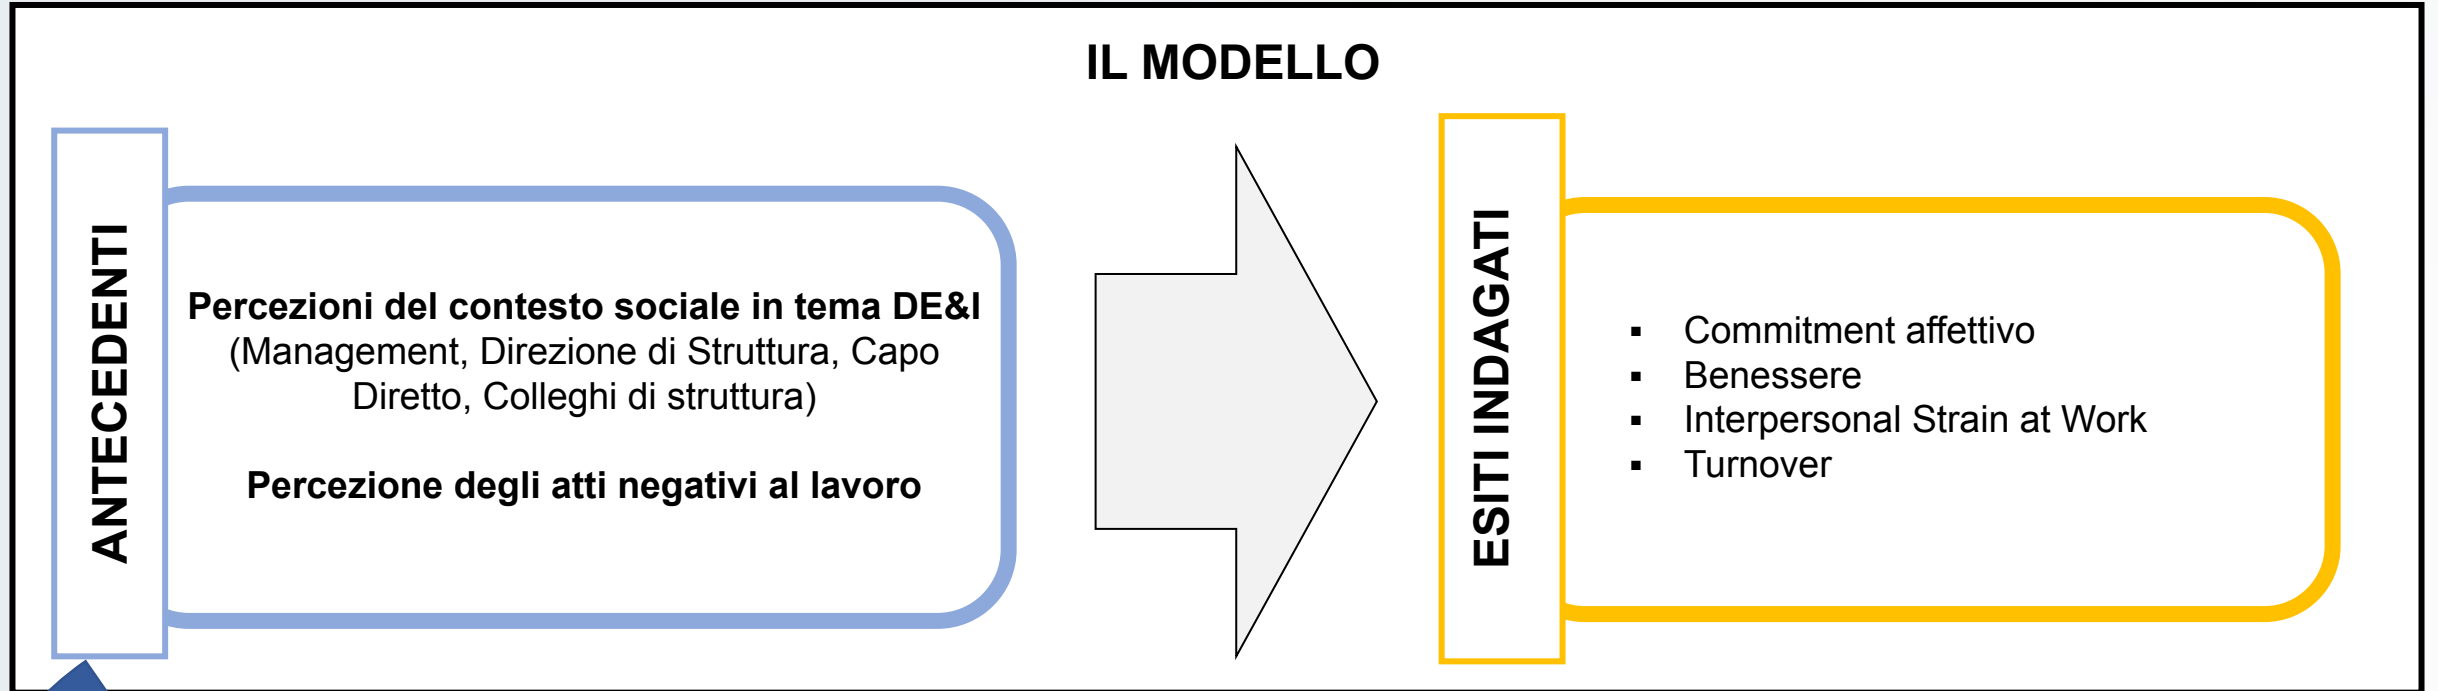 IL MODELLO
ANTECEDENTI
Percezioni del contesto sociale in tema DE&I
(Management, Direzione di Struttura, Capo
Diretto, Colleghi di struttura)
Percezione degli atti negativi al lavoro
ESITI INDAGATI
▪ Commitment affettivo
▪ Benessere
▪ Interpersonal Strain at Work
▪ Turnover